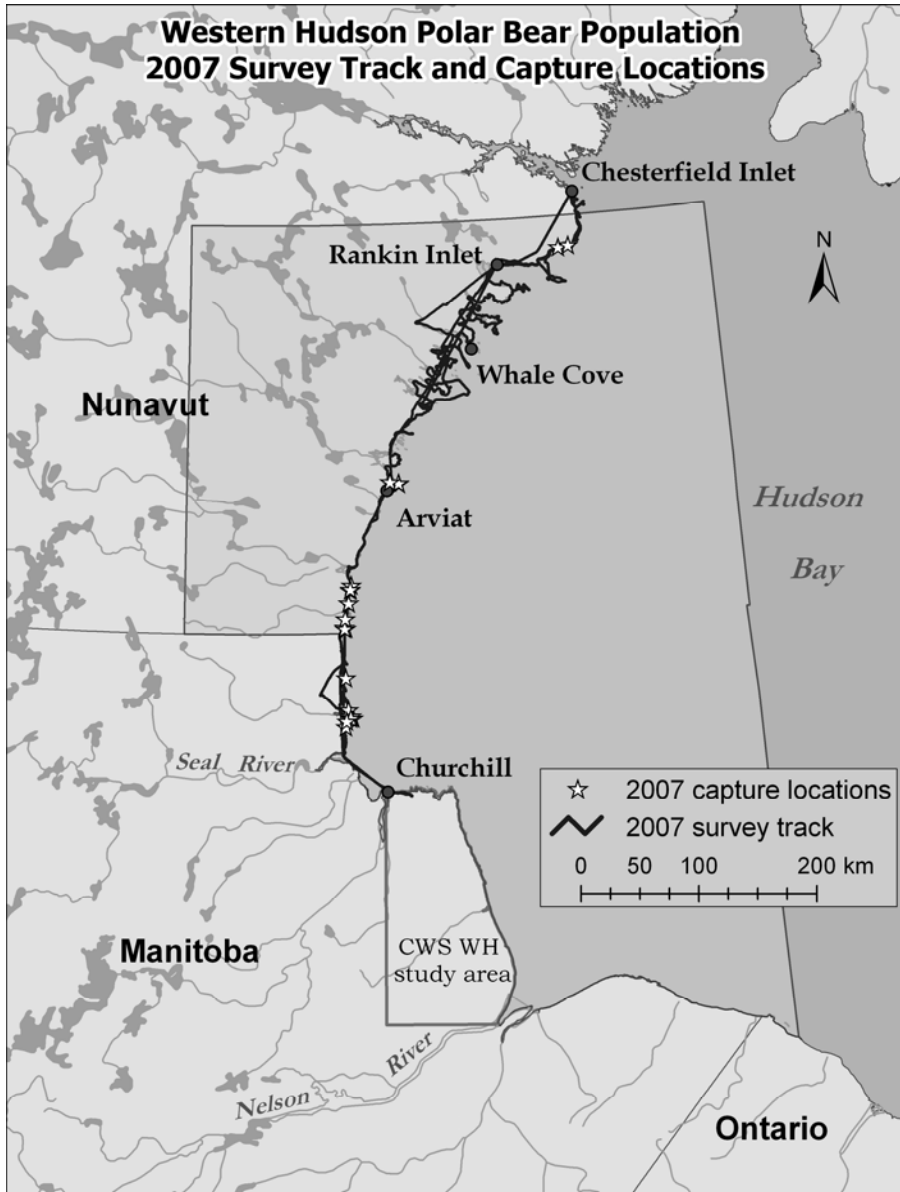 Western Hudson Polar Bear Population
2007 Survey Track and Capture Locations
Chesterfield Inlet
N
Rankin Inlet
Whale Cove
Nunavut
Hudson
Bay
Arviat
Seal River
Churchill
2007 capture locations
2007 survey track
0 50 100 200 km
Manitoba
CWS WH
study area
Nelson River
Ontario